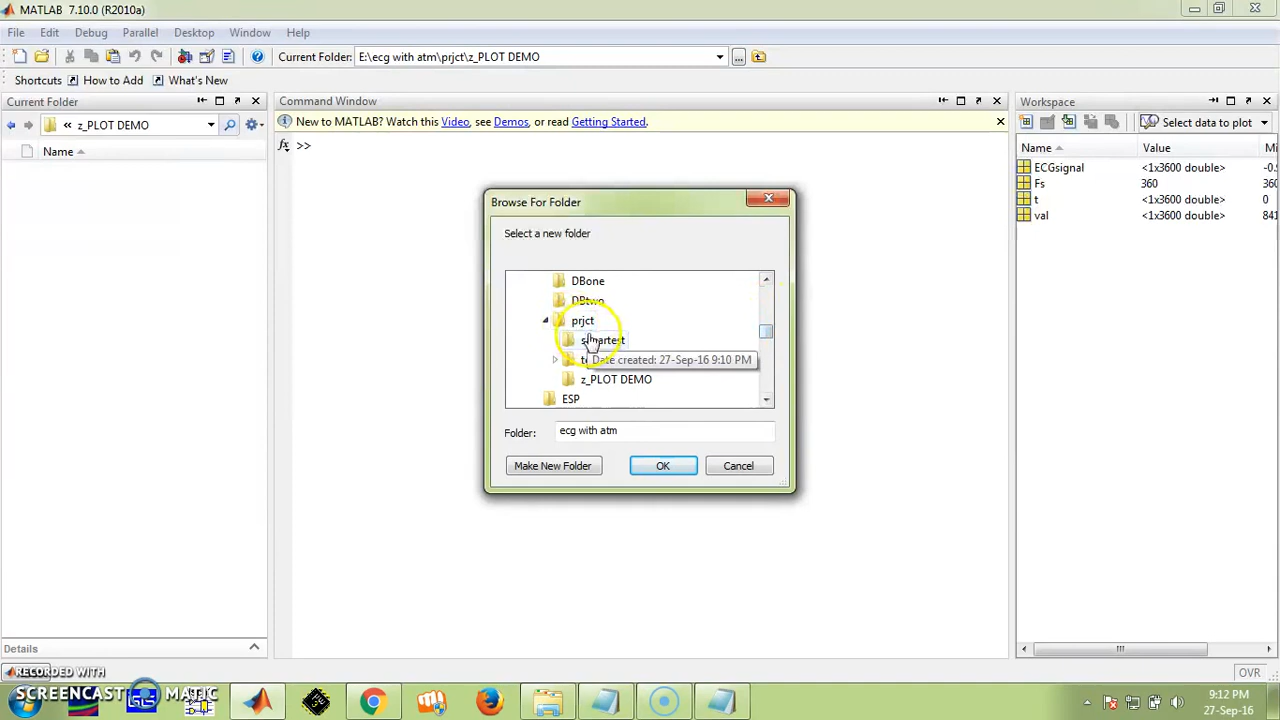 MATLAB 7.10.0 (R2010a)
File Edit Debug Parallel Desktop Window Help
Current Folder: E:\ecg with atm\prjct\z_PLOT DEMO
Shortcuts How to Add What's New
Current Folder
« z_PLOT DEMO
Name
Command Window
New to MATLAB? Watch this Video, see Demos, or read Getting Started.
fx >>
Workspace
Select data to plot
Name Value
ECGsignal <1x3600 double>
Fs 360 360
t <1x3600 double> 0
val <1x3600 double> 841
Browse For Folder
Select a new folder
DBone
DBtwo
prjct
Date created: 27-Sep-16 9:10 PM
z_PLOT DEMO
ESP
Folder: ecg with atm
Make New Folder OK Cancel
Details
OVR
RECORDED WITH
SCREENCAST MATIC
9:12 PM
27-Sep-16